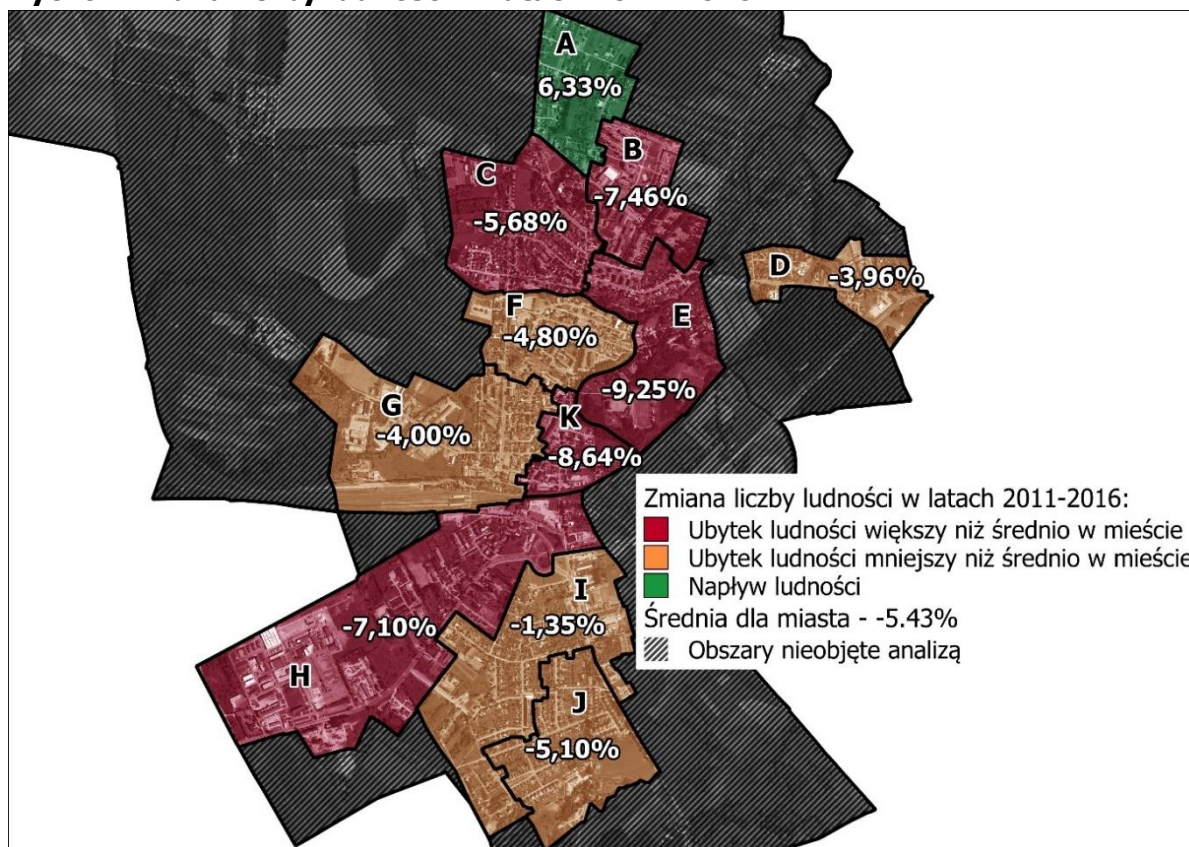 A
6,33%
B
-7,46%
C
-5,68%
D
-3,96%
E
-9,25%
F
-4,80%
G
-4,00%
K
-8,64%
Zmiana liczby ludności w latach 2011-2016:
Ubytek ludności większy niż średnio w mieście
Ubytek ludności mniejszy niż średnio w mieście
Napływ ludności
Średnia dla miasta - -5.43%
Obszary nieobjęte analizą
I
-1,35%
H
-7,10%
J
-5,10%